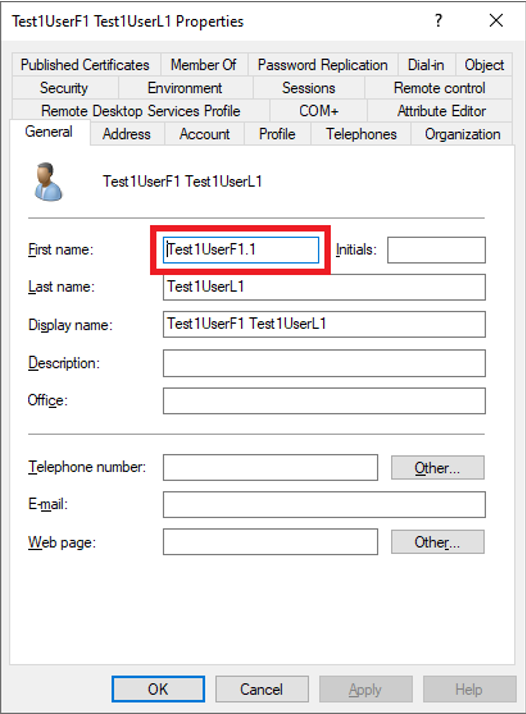 Test1UserF1 Test1UserL1 Properties ?
Published Certificates Member Of Password Replication Dial-in Object
Security Environment Sessions Remote control
Remote Desktop Services Profile COM+ Attribute Editor
General Address Account Profile Telephones Organization
Test1UserF1 Test1UserL1
First name: Test1UserF1.1 Initials:
Last name: Test1UserL1
Display name: Test1UserF1 Test1UserL1
Description:
Office:
Telephone number: Other...
E-mail:
Web page: Other...
OK Cancel Apply Help